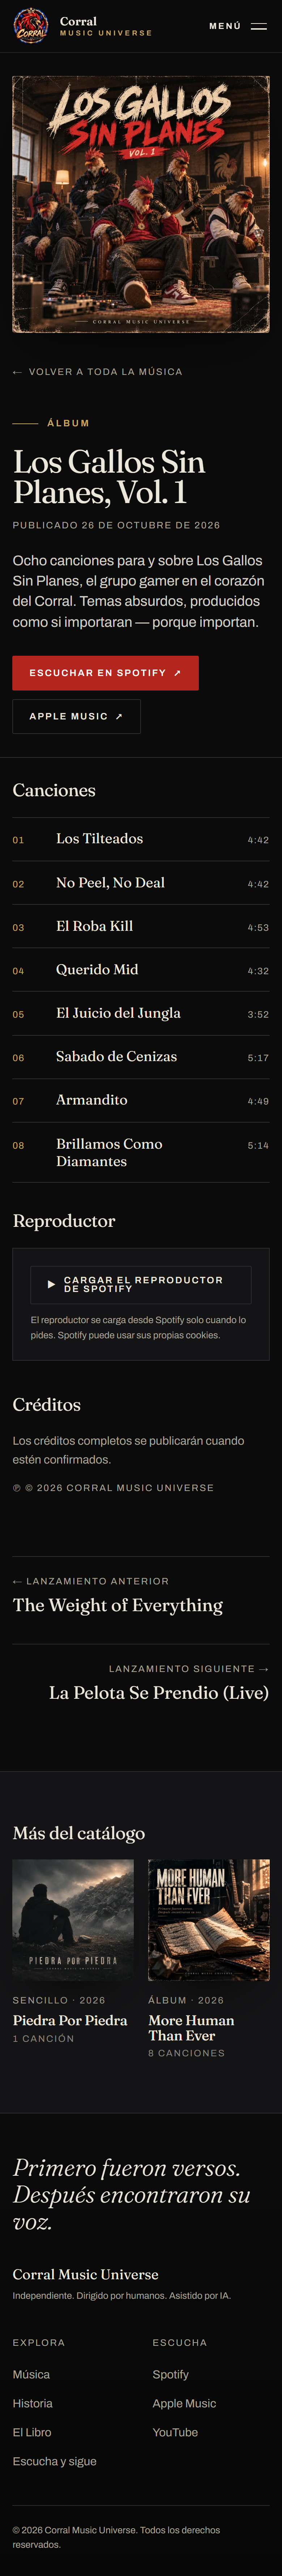 CORRAL
Corral
MUSIC UNIVERSE
MENÚ
LOS GALLOS
SIN PLANES
VOL. 1
CORRAL MUSIC UNIVERSE
← VOLVER A TODA LA MÚSICA
ÁLBUM
Los Gallos Sin
Planes, Vol. 1
PUBLICADO 26 DE OCTUBRE DE 2026
Ocho canciones para y sobre Los Gallos
Sin Planes, el grupo gamer en el corazón
del Corral. Temas absurdos, producidos
como si importaran — porque importan.
ESCUCHAR EN SPOTIFY ↗
APPLE MUSIC ↗
Canciones
01 Los Tilteados 4:42
02 No Peel, No Deal 4:42
03 El Roba Kill 4:53
04 Querido Mid 4:32
05 El Juicio del Jungla 3:52
06 Sabado de Cenizas 5:17
07 Armandito 4:49
08 Brillamos Como 5:14
Diamantes
Reproductor
▶ CARGAR EL REPRODUCTOR
DE SPOTIFY
El reproductor se carga desde Spotify solo cuando lo
pides. Spotify puede usar sus propias cookies.
Créditos
Los créditos completos se publicarán cuando
estén confirmados.
℗ © 2026 CORRAL MUSIC UNIVERSE
← LANZAMIENTO ANTERIOR
The Weight of Everything
LANZAMIENTO SIGUIENTE →
La Pelota Se Prendio (Live)
Más del catálogo
PIEDRA POR PIEDRA
SENCILLO · 2026
Piedra Por Piedra
1 CANCIÓN
MORE HUMAN
THAN EVER
ÁLBUM · 2026
More Human
Than Ever
8 CANCIONES
Primero fueron versos.
Después encontraron su
voz.
Corral Music Universe
Independiente. Dirigido por humanos. Asistido por IA.
EXPLORA
Música
Historia
El Libro
Escucha y sigue
ESCUCHA
Spotify
Apple Music
YouTube
© 2026 Corral Music Universe. Todos los derechos
reservados.